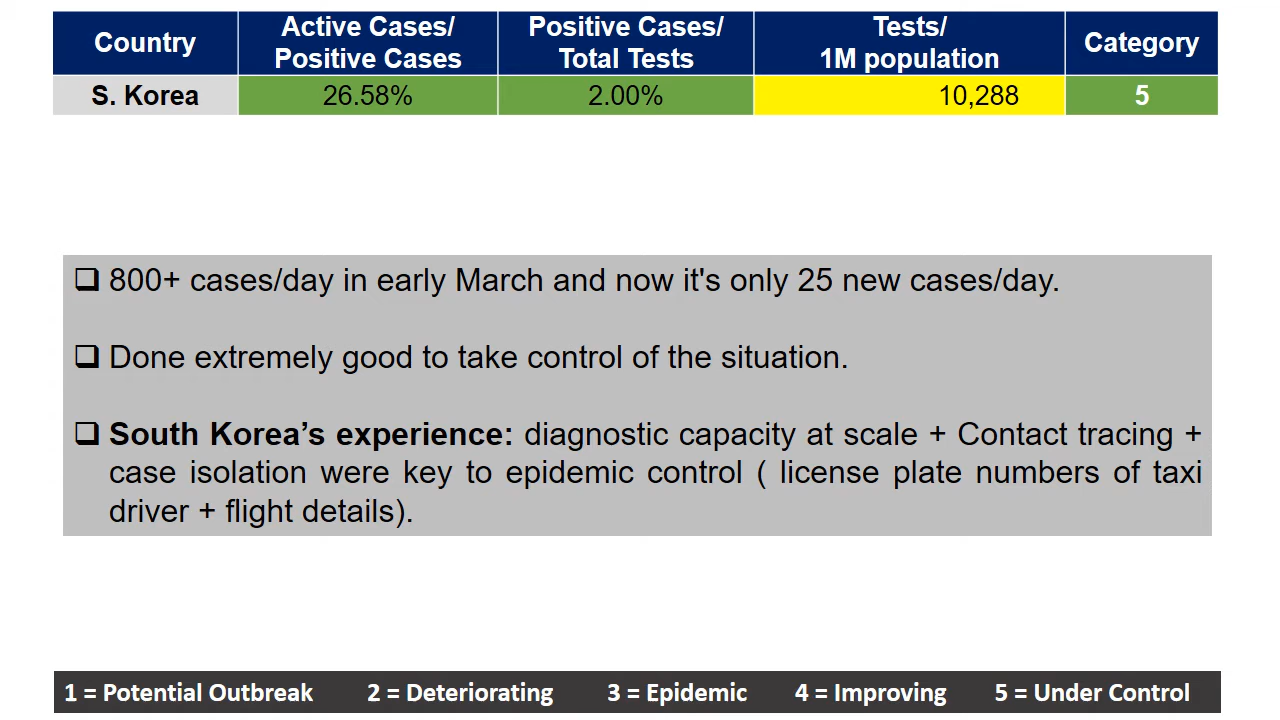 Country Active Cases/ Positive Cases/ Tests/ Category
Positive Cases Total Tests 1M population
S. Korea 26.58% 2.00% 10,288 5
❑ 800+ cases/day in early March and now it's only 25 new cases/day.
❑ Done extremely good to take control of the situation.
❑ South Korea’s experience: diagnostic capacity at scale + Contact tracing +
case isolation were key to epidemic control ( license plate numbers of taxi
driver + flight details).
1 = Potential Outbreak 2 = Deteriorating 3 = Epidemic 4 = Improving 5 = Under Control